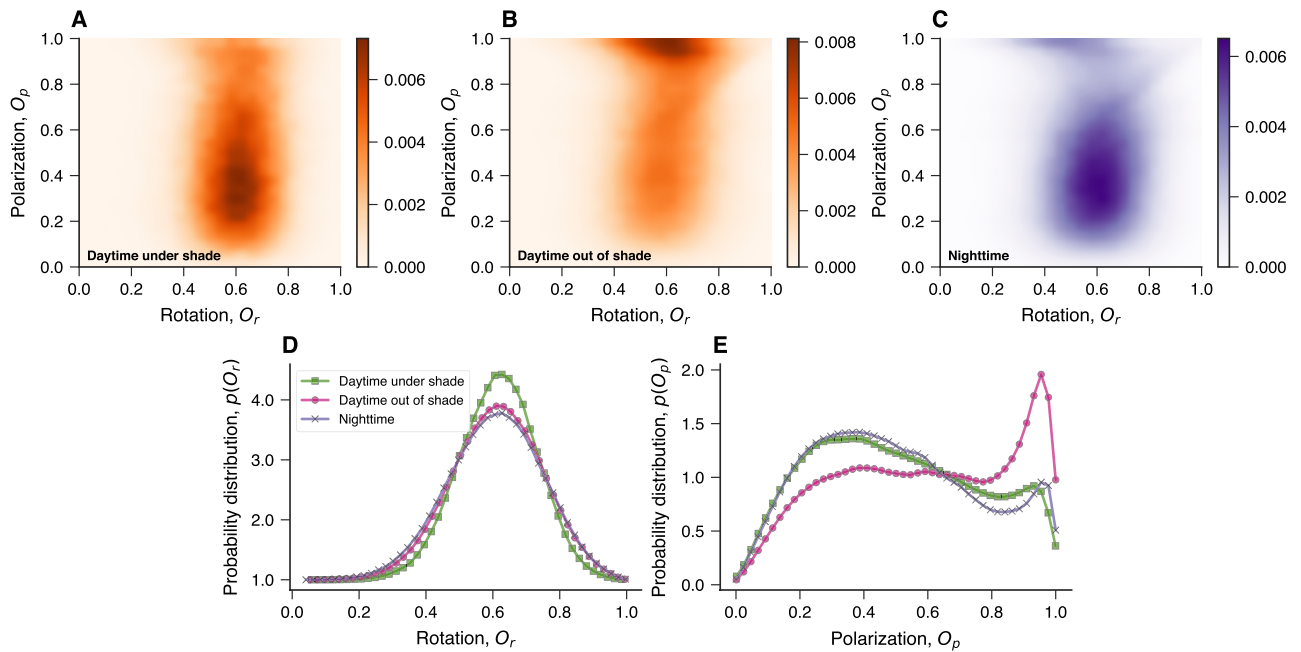 A
B
C
1.0
0.8
0.6
0.4
0.2
0.0
Polarization, Op
Daytime under shade
0.0 0.2 0.4 0.6 0.8 1.0
Rotation, Or
0.006
0.004
0.002
0.000
1.0
0.8
0.6
0.4
0.2
0.0
Polarization, Op
Daytime out of shade
0.0 0.2 0.4 0.6 0.8 1.0
Rotation, Or
0.008
0.006
0.004
0.002
0.000
1.0
0.8
0.6
0.4
0.2
0.0
Polarization, Op
Nighttime
0.0 0.2 0.4 0.6 0.8 1.0
Rotation, Or
0.006
0.004
0.002
0.000
D
Daytime under shade
Daytime out of shade
Nighttime
4.0
3.0
2.0
1.0
Probability distribution, p(Or)
0.0 0.2 0.4 0.6 0.8 1.0
Rotation, Or
E
2.0
1.5
1.0
0.5
0.0
Probability distribution, p(Op)
0.0 0.2 0.4 0.6 0.8 1.0
Polarization, Op